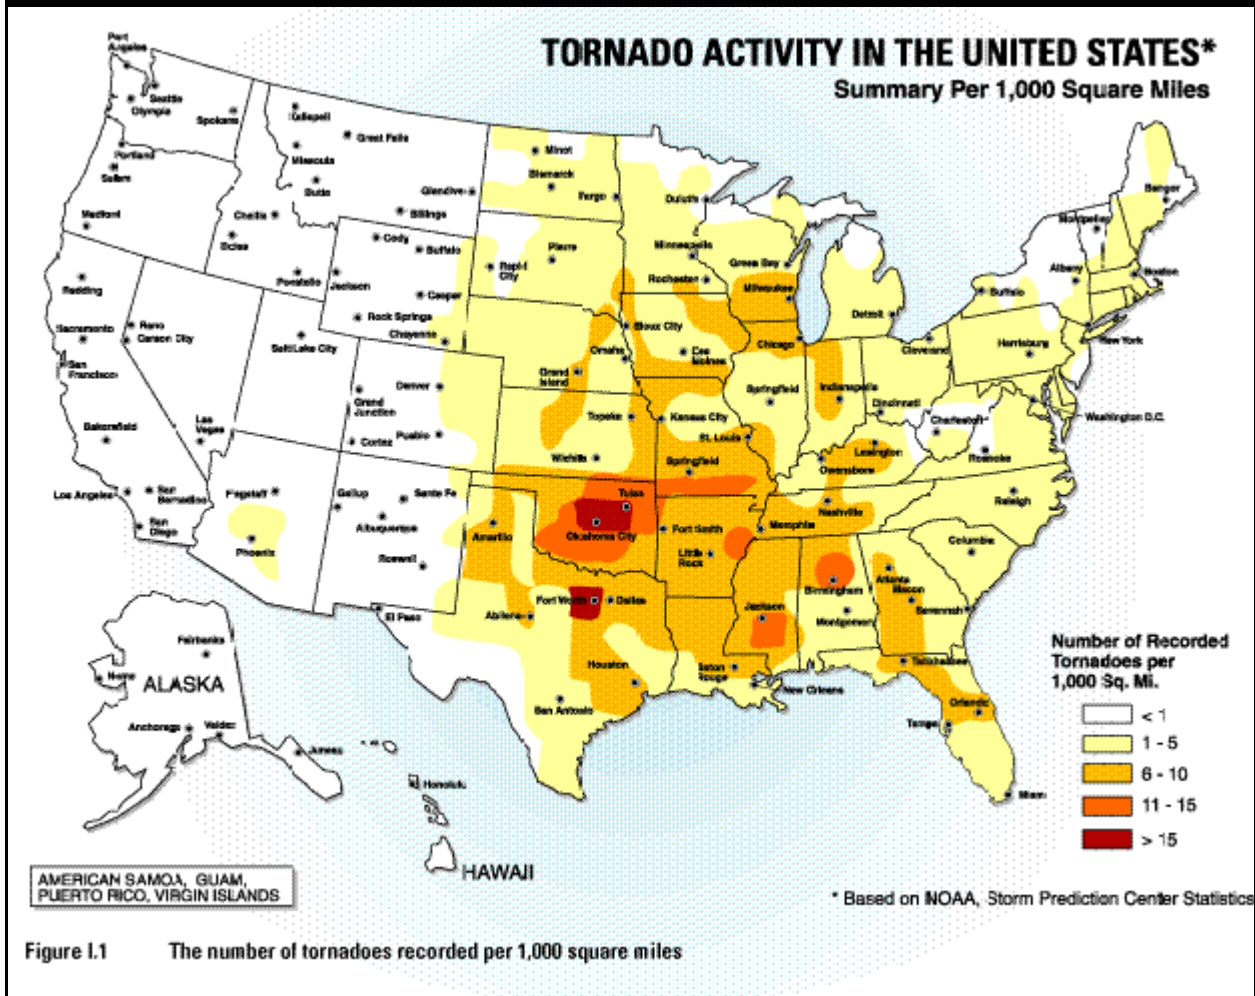 TORNADO ACTIVITY IN THE UNITED STATES*
Summary Per 1,000 Square Miles
Port
Angeles
Seattle
Olympia
Spokane
Portland
Salem
Medford
Kalispell
Great Falls
Missoula
Butte
Glendive
Billings
Challis
Boise
Pocatello
Cody
Buffalo
Jackson
Casper
Rock Springs
Cheyenne
Minot
Bismarck
Fargo
Pierre
Rapid
City
Duluth
Minneapolis
Rochester
Green Bay
Milwaukee
Detroit
Bangor
Montpelier
Albany
Boston
Buffalo
New York
Harrisburg
Cleveland
Washington D.C.
Redding
Sacramento
San
Francisco
Reno
Carson City
Salt Lake City
Las
Vegas
Bakersfield
Los Angeles
San
Bernadino
San
Diego
Denver
Grand
Junction
Cortez
Pueblo
Sioux City
Omaha
Grand
Island
Des
Moines
Chicago
Springfield
Indianapolis
Cincinnati
Charleston
Roanoke
Topeka
Kansas City
St. Louis
Wichita
Springfield
Owensboro
Lexington
Raleigh
Flagstaff
Phoenix
Gallup
Santa Fe
Albuquerque
Roswell
El Paso
Amarillo
Tulsa
Oklahoma City
Fort Smith
Little
Rock
Memphis
Nashville
Columbia
Atlanta
Macon
Savannah
Birmingham
Montgomery
Jackson
Fort Worth
Dallas
Abilene
Houston
San Antonio
Baton
Rouge
New Orleans
Tallahassee
Orlando
Tampa
Miami
Fairbanks
Nome
ALASKA
Anchorage
Valdez
Juneau
Honolulu
HAWAII
Number of Recorded
Tornadoes per
1,000 Sq. Mi.
< 1
1 - 5
6 - 10
11 - 15
> 15
AMERICAN SAMOA, GUAM,
PUERTO RICO, VIRGIN ISLANDS
* Based on NOAA, Storm Prediction Center Statistics
Figure I.1 The number of tornadoes recorded per 1,000 square miles